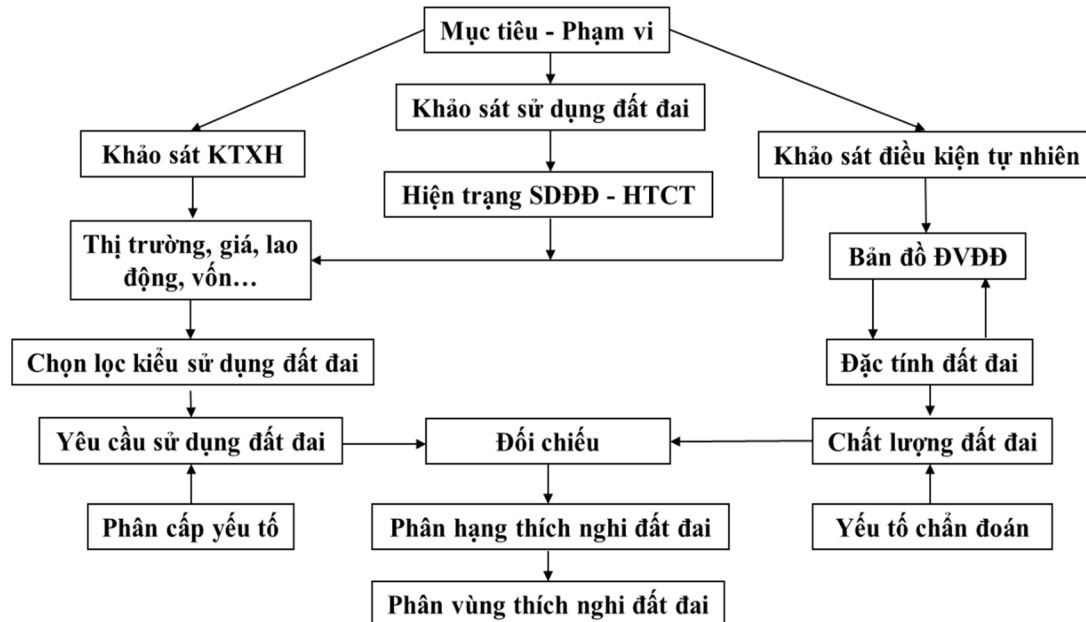 Mục tiêu - Phạm vi
Khảo sát sử dụng đất đai
Khảo sát KTXH
Khảo sát điều kiện tự nhiên
Hiện trạng SDĐĐ - HTCT
Thị trường, giá, lao
động, vốn…
Bản đồ ĐVĐĐ
Chọn lọc kiểu sử dụng đất đai
Đặc tính đất đai
Yêu cầu sử dụng đất đai
Đối chiếu
Chất lượng đất đai
Phân cấp yếu tố
Phân hạng thích nghi đất đai
Yếu tố chẩn đoán
Phân vùng thích nghi đất đai